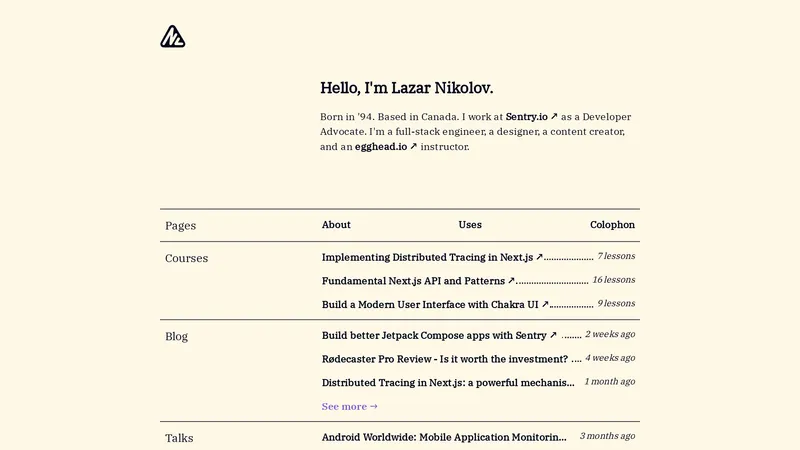 Hello, I'm Lazar Nikolov.
Born in '94. Based in Canada. I work at Sentry.io ↗ as a Developer
Advocate. I'm a full-stack engineer, a designer, a content creator,
and an egghead.io ↗ instructor.
Pages About Uses Colophon
Courses Implementing Distributed Tracing in Next.js ↗ 7 lessons
Fundamental Next.js API and Patterns ↗ 16 lessons
Build a Modern User Interface with Chakra UI ↗ 9 lessons
Blog Build better Jetpack Compose apps with Sentry ↗ 2 weeks ago
Rødecaster Pro Review - Is it worth the investment? 4 weeks ago
Distributed Tracing in Next.js: a powerful mechanis... 1 month ago
See more →
Talks Android Worldwide: Mobile Application Monitorin... 3 months ago